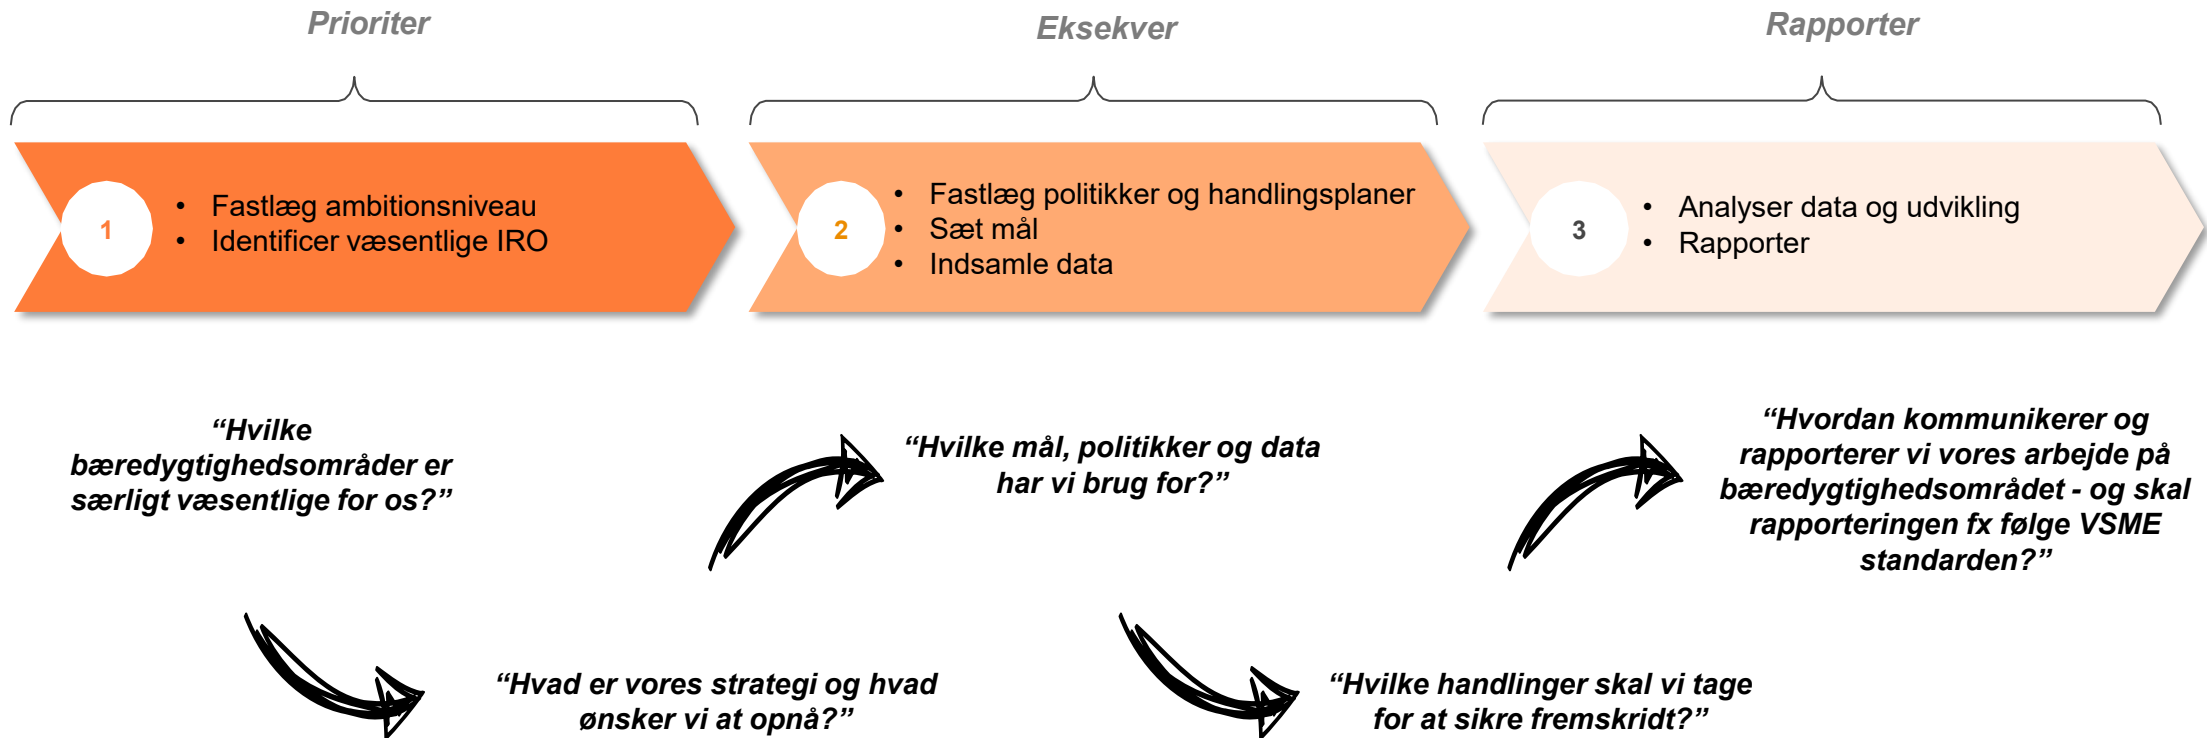 Prioriter
Eksekver
Rapporter
1
• Fastlæg ambitionsniveau
• Identificer væsentlige IRO
2
• Fastlæg politikker og handlingsplaner
• Sæt mål
• Indsamle data
3
• Analyser data og udvikling
• Rapporter
“Hvilke
bæredygtighedsområder er
særligt væsentlige for os?”
“Hvad er vores strategi og hvad
ønsker vi at opnå?”
“Hvilke mål, politikker og data
har vi brug for?”
“Hvilke handlinger skal vi tage
for at sikre fremskridt?”
“Hvordan kommunikerer og
rapporterer vi vores arbejde på
bæredygtighedsområdet - og skal
rapporteringen fx følge VSME
standarden?”